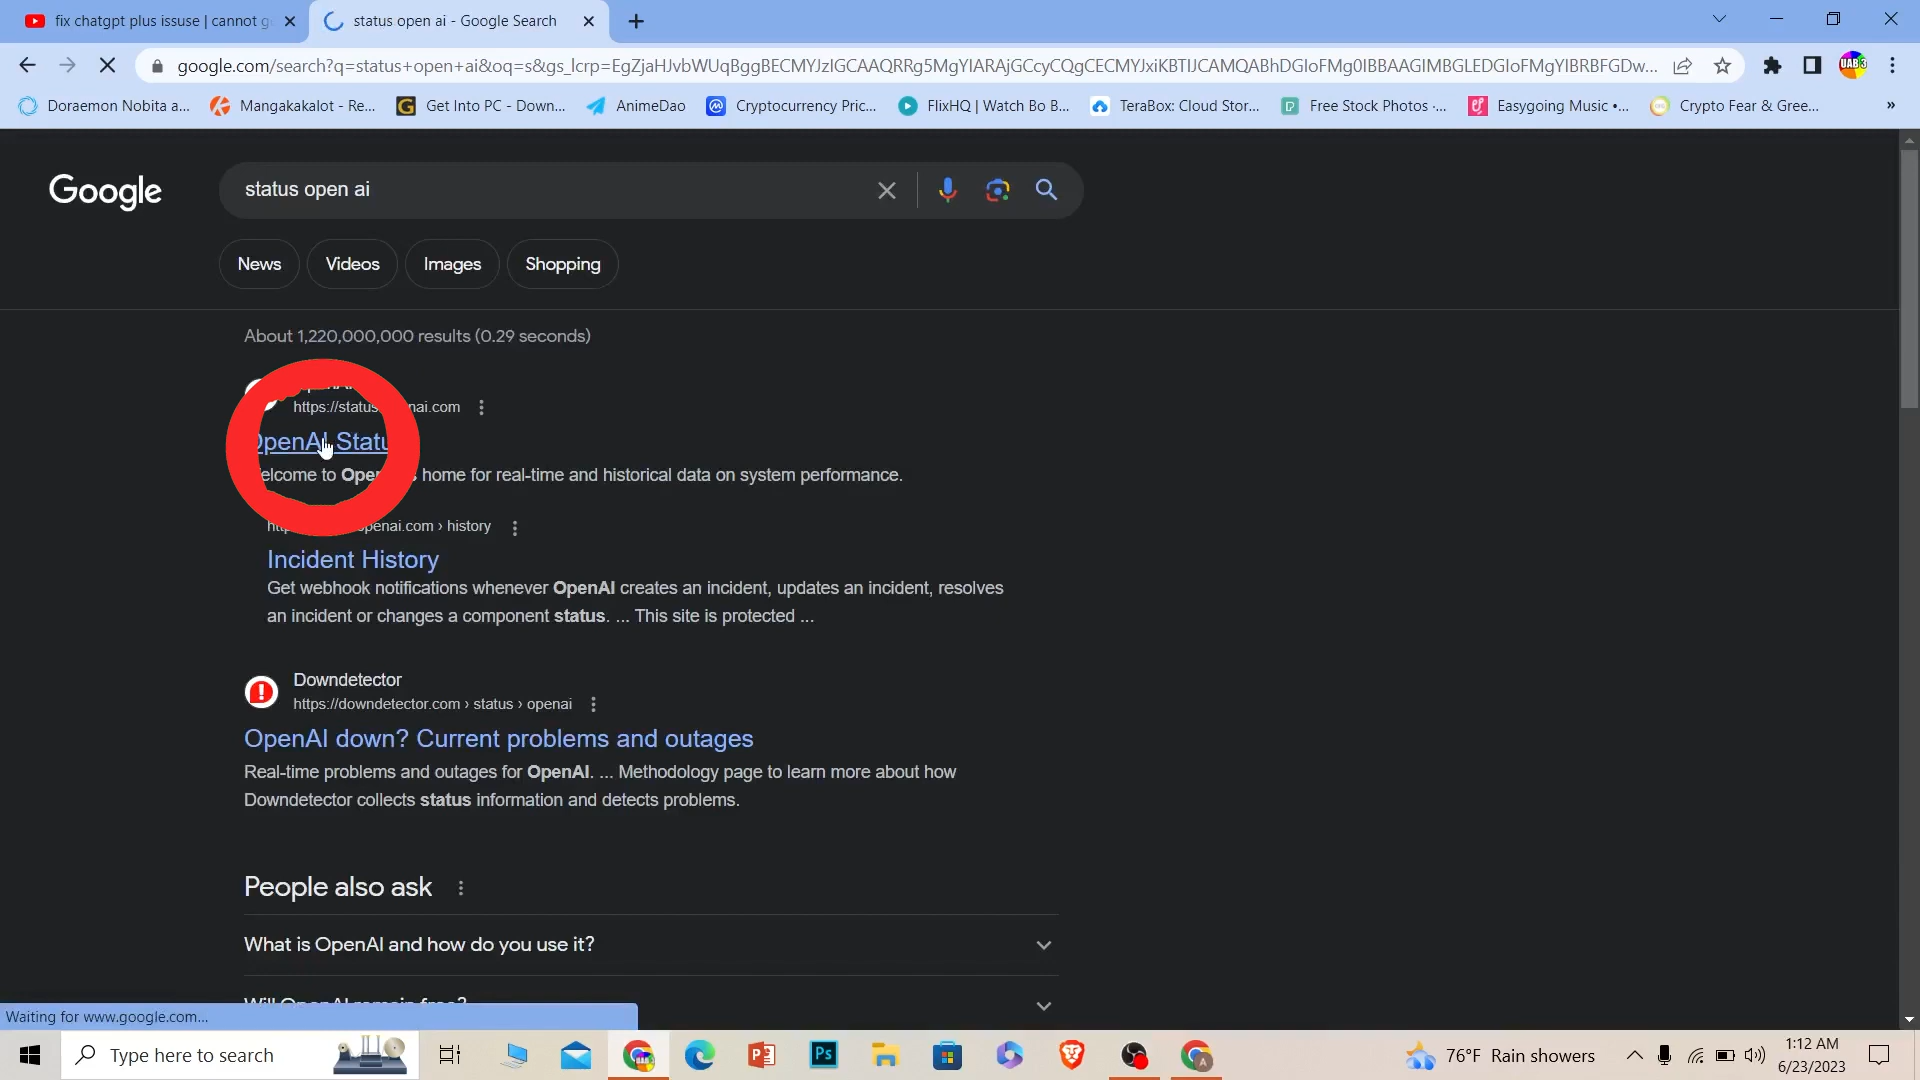 fix chatgpt plus issuse | cannot g
status open ai - Google Search
google.com/search?q=status+open+ai&oq=s&gs_lcrp=EgZjaHJvbWUqBggBECMYJzIGCAAQRRg5MgYIARAjGCcyCQgCECMYJxiKBTIJCAMQABhDGIoFMg0IBBAAGIMBGLEDGIoFMgYIBRBFGDw...
UAB 3
Doraemon Nobita a...
Mangakakalot - Re...
Get Into PC - Down...
AnimeDao
Cryptocurrency Pric...
FlixHQ | Watch Bo B...
TeraBox: Cloud Stor...
Free Stock Photos ·...
Easygoing Music •...
Crypto Fear & Gree...
»
Google
status open ai
News
Videos
Images
Shopping
About 1,220,000,000 results (0.29 seconds)
https://status nai.com
OpenAI Statu
elcome to Ope home for real-time and historical data on system performance.
penai.com › history
Incident History
Get webhook notifications whenever OpenAI creates an incident, updates an incident, resolves
an incident or changes a component status. ... This site is protected ...
Downdetector
https://downdetector.com › status › openai
OpenAI down? Current problems and outages
Real-time problems and outages for OpenAI. ... Methodology page to learn more about how
Downdetector collects status information and detects problems.
People also ask
What is OpenAI and how do you use it?
Will OpenAI remain free?
Waiting for www.google.com...
Type here to search
Ps
76°F Rain showers
1:12 AM
6/23/2023